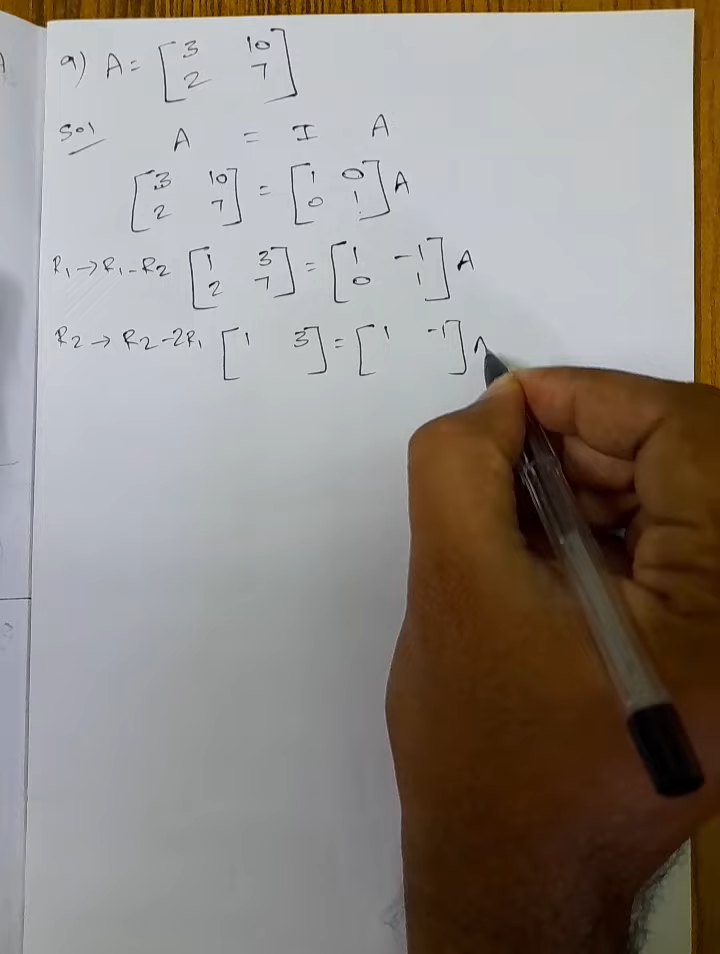 9) A = [3 10
2 7]
Sol A = I A
[3 10
2 7] = [1 0
0 1] A
R1 → R1 - R2 [1 3
2 7] = [1 -1
0 1] A
R2 → R2 - 2R1 [1 3] = [1 -1] A